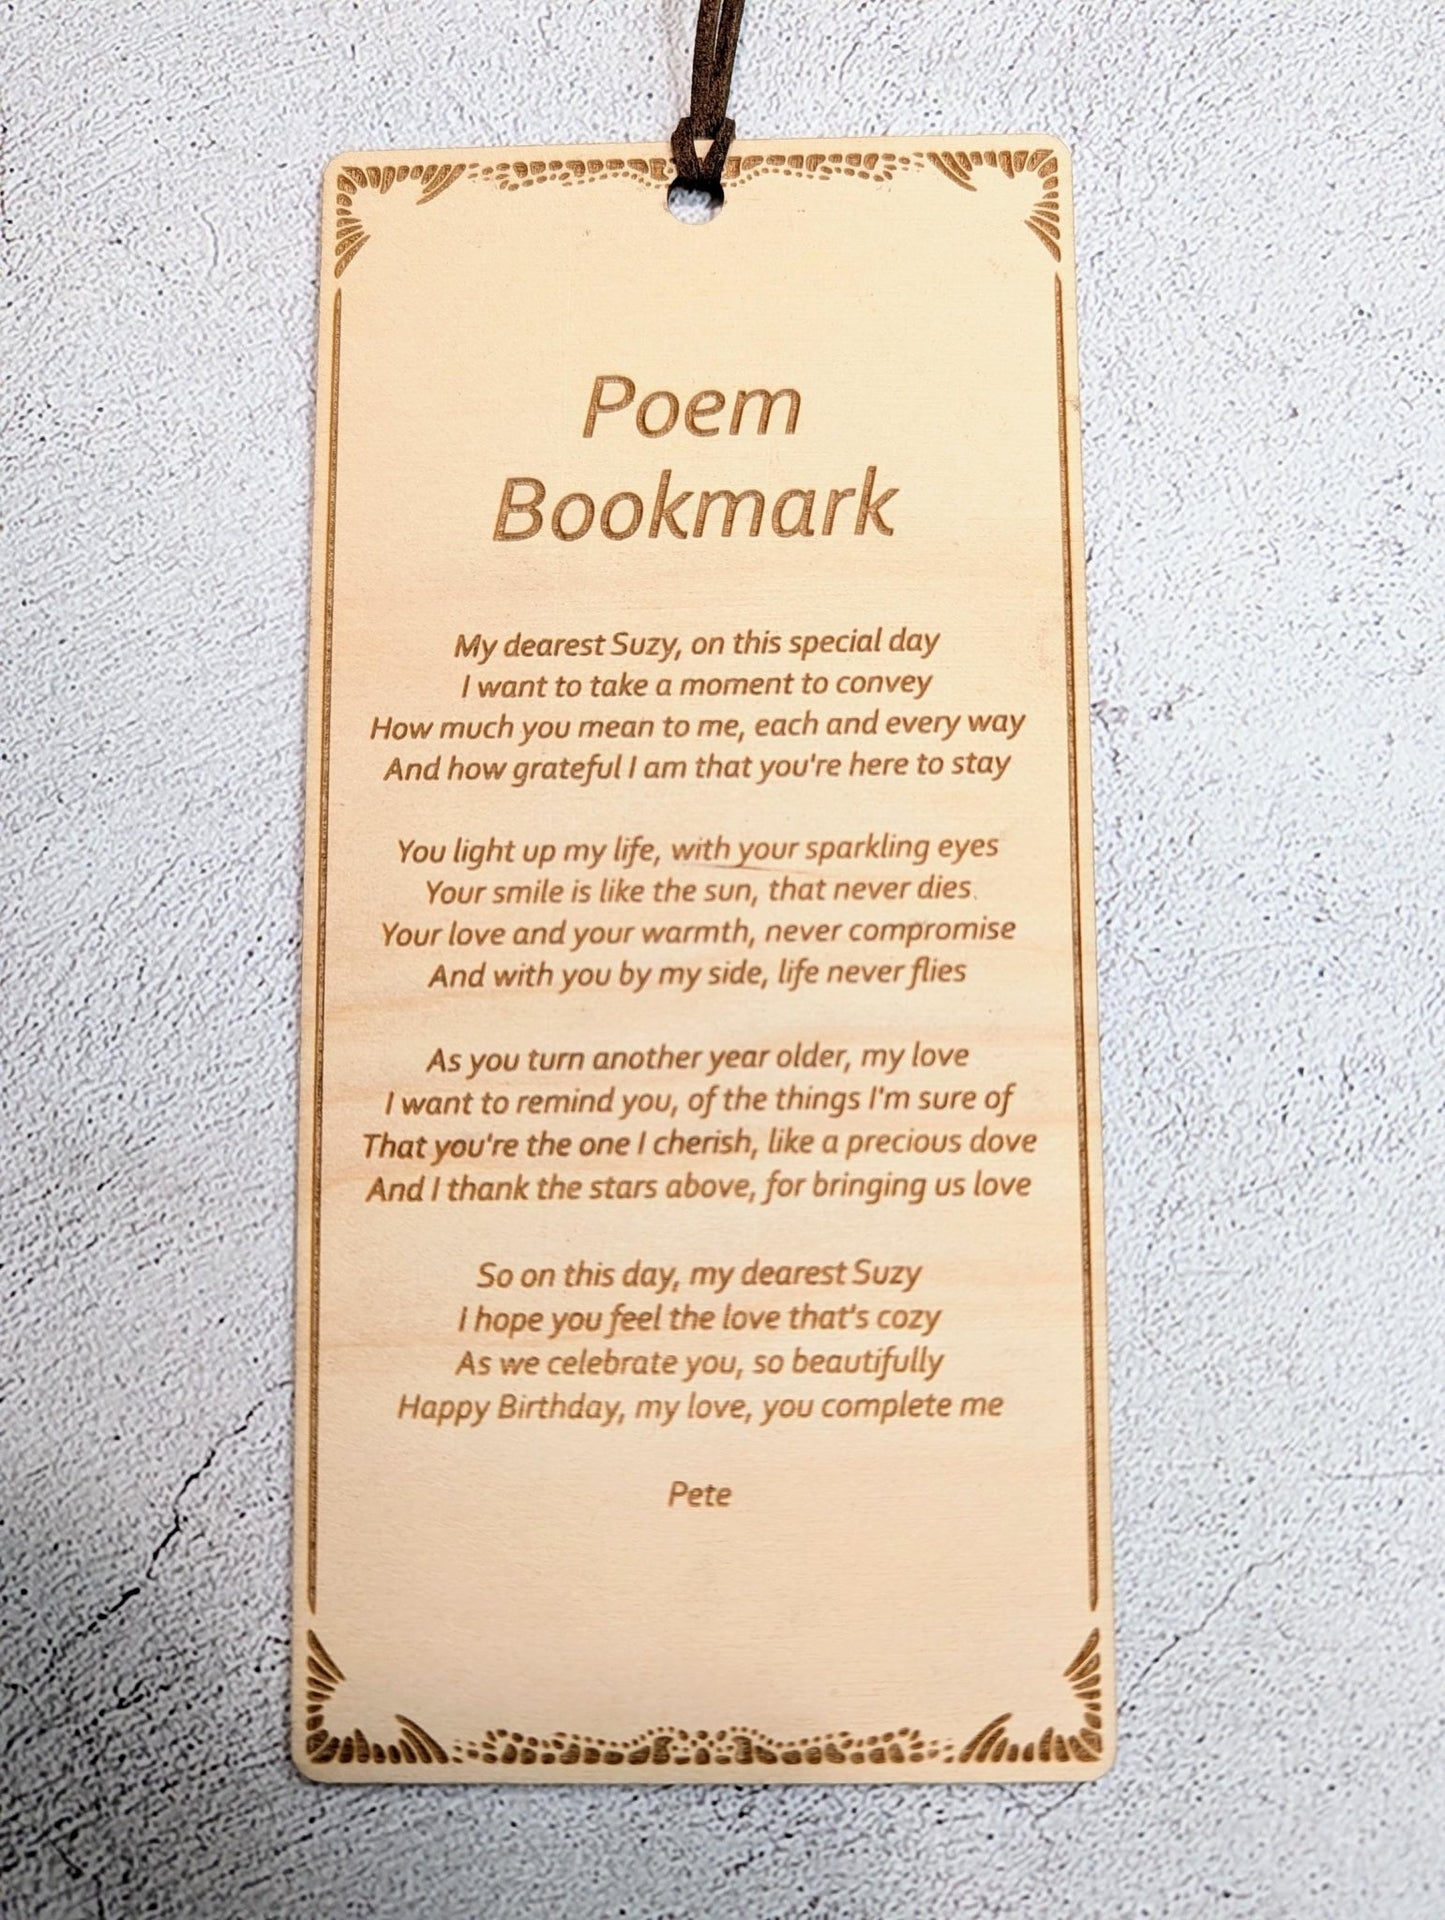 Poem
Bookmark
My dearest Suzy, on this special day
I want to take a moment to convey
How much you mean to me, each and every way
And how grateful I am that you're here to stay
You light up my life, with your sparkling eyes
Your smile is like the sun, that never dies.
Your love and your warmth, never compromise
And with you by my side, life never flies
As you turn another year older, my love
I want to remind you, of the things I'm sure of
That you're the one I cherish, like a precious dove
And I thank the stars above, for bringing us love
So on this day, my dearest Suzy
I hope you feel the love that's cozy
As we celebrate you, so beautifully
Happy Birthday, my love, you complete me
Pete